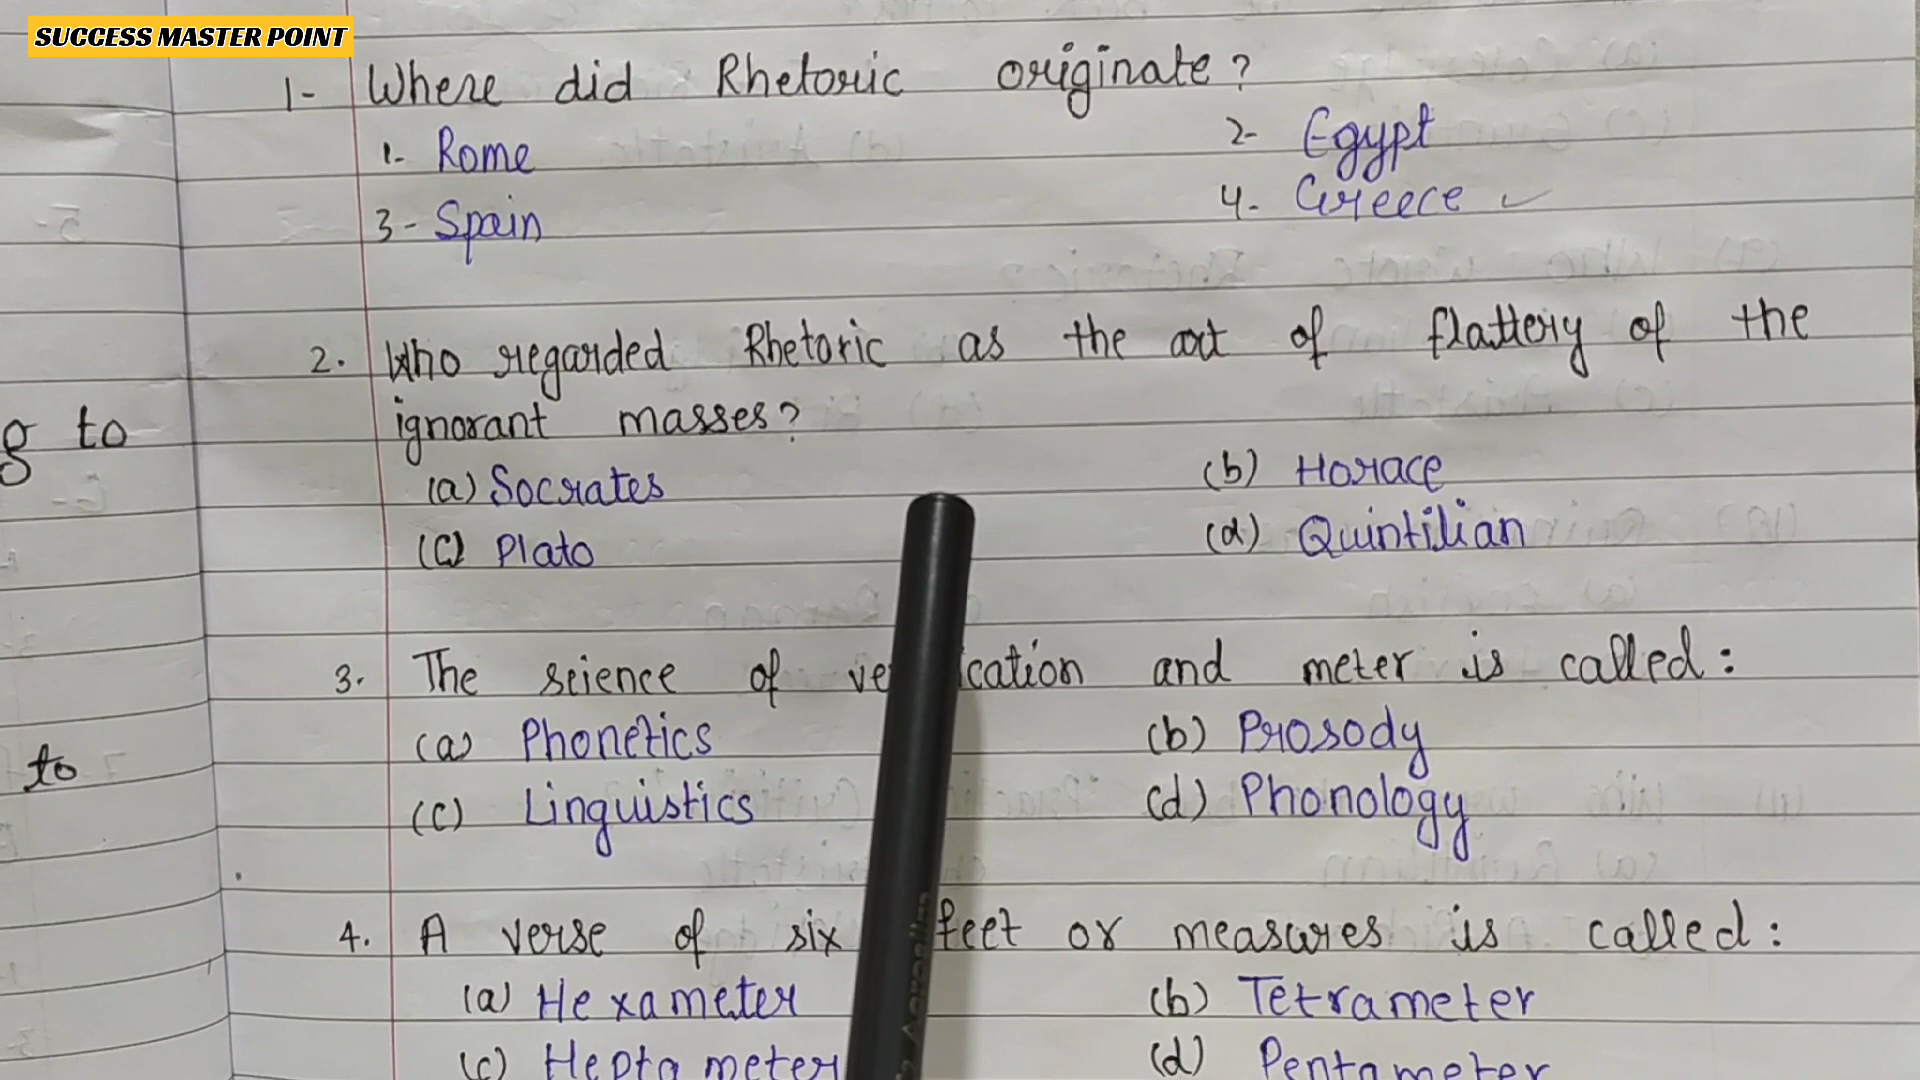 SUCCESS MASTER POINT
1- Where did Rhetoric originate?
1- Rome 2- Egypt
3- Spain 4- Greece ✓
2. Who regarded Rhetoric as the art of flattery of the
ignorant masses?
g to
(a) Socrates (b) Horace
(C) Plato (d) Quintilian
3. The science of ve cation and meter is called:
(a) Phonetics (b) Prosody
to
(c) Linguistics (d) Phonology
4. A verse of six feet or measures is called:
(a) Hexameter (b) Tetrameter
(c) Heptameter (d) Pentameter